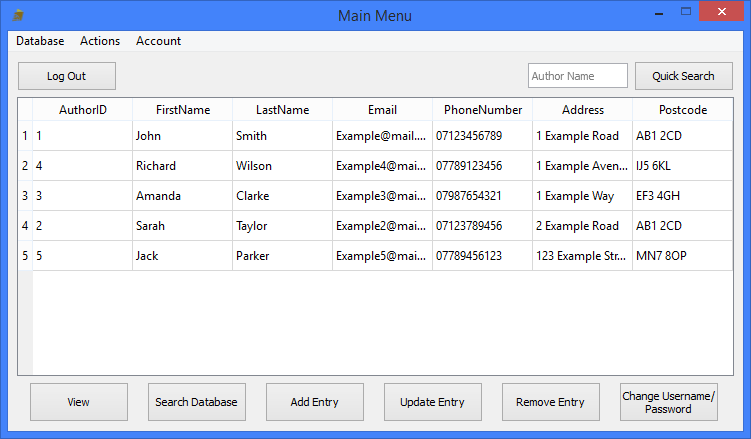 Main Menu
Database Actions Account
Log Out Author Name Quick Search
AuthorID FirstName LastName Email PhoneNumber Address Postcode
1 1 John Smith Example@mail.... 07123456789 1 Example Road AB1 2CD
2 4 Richard Wilson Example4@mai... 07789123456 1 Example Aven... IJ5 6KL
3 3 Amanda Clarke Example3@mai... 07987654321 1 Example Way EF3 4GH
4 2 Sarah Taylor Example2@mai... 07123789456 2 Example Road AB1 2CD
5 5 Jack Parker Example5@mai... 07789456123 123 Example Str... MN7 8OP
View Search Database Add Entry Update Entry Remove Entry Change Username/
Password